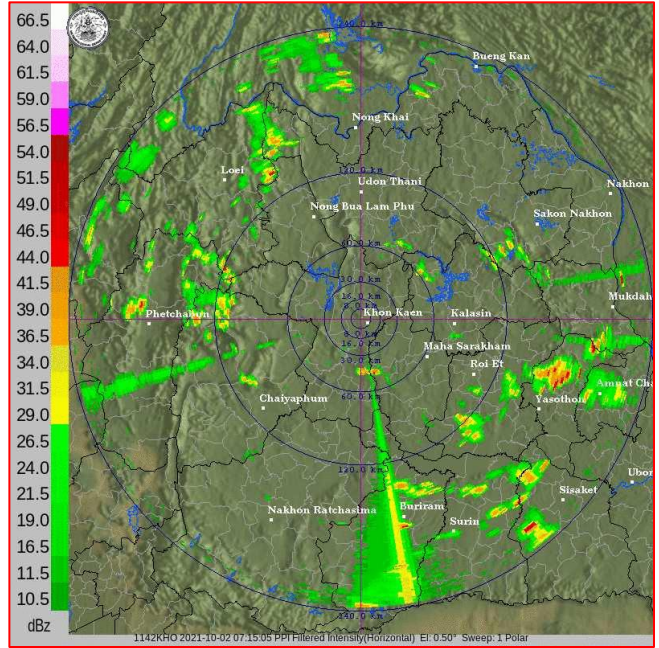 66.5
64.0
61.5
59.0
56.5
54.0
51.5
49.0
46.5
44.0
41.5
39.0
36.5
34.0
31.5
29.0
26.5
24.0
21.5
19.0
16.5
11.5
10.5
dBz
Bueng Kan
Nong Khai
Loei
Udon Thani
Nakhon
Nong Bua Lam Phu
Sakon Nakhon
Mukdah
Phetchabun
Khon Kaen
Kalasin
Maha Sarakham
Roi Et
Amnat Cha
Chaiyaphum
Yasothon
120.0 km
Ubon
Sisaket
Nakhon Ratchasima
Buriram
Surin
1142KHO 2021-10-02 07:15:05 PPI Filtered Intensity(Horizontal) El: 0.50° Sweep: 1 Polar